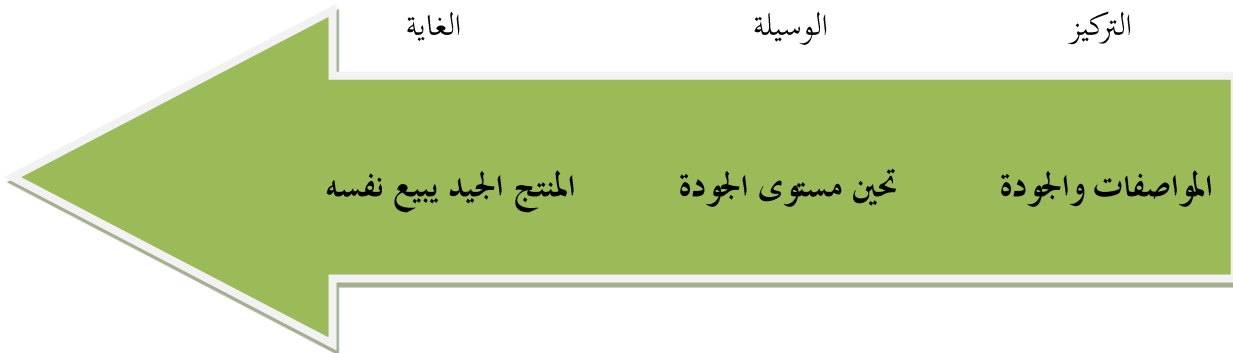 التركيز الوسيلة الغاية
المواصفات والجودة تحين مستوى الجودة المنتج الجيد يبيع نفسه